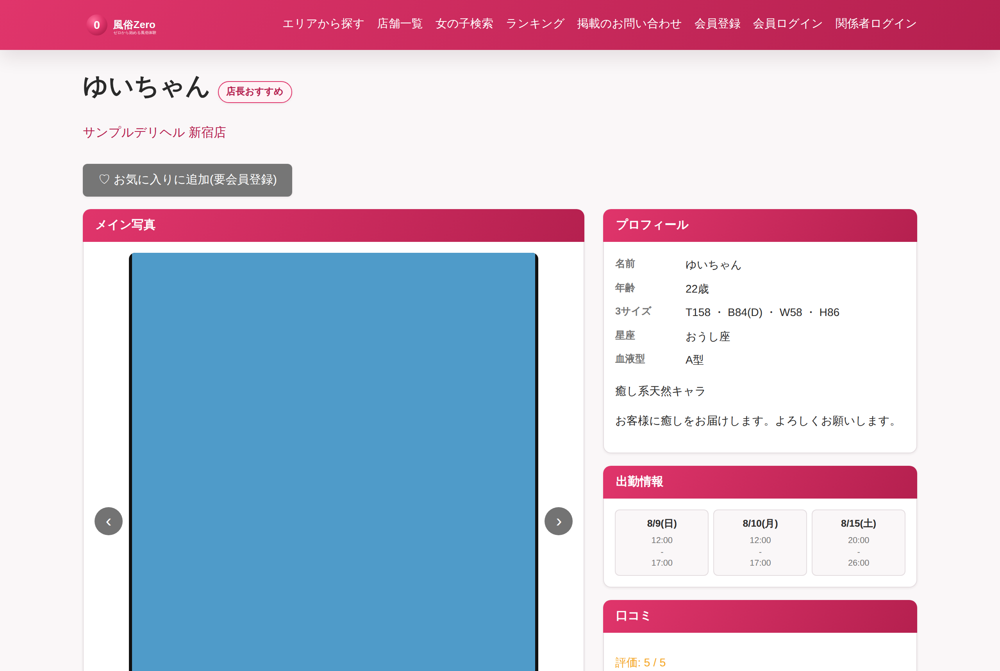 0 風俗Zero
ゼロから始める風俗体験
エリアから探す 店舗一覧 女の子検索 ランキング 掲載のお問い合わせ 会員登録 会員ログイン 関係者ログイン
ゆいちゃん 店長おすすめ
サンプルデリヘル 新宿店
♡ お気に入りに追加(要会員登録)
メイン写真
‹ ›
プロフィール
名前 ゆいちゃん
年齢 22歳
3サイズ T158 ・ B84(D) ・ W58 ・ H86
星座 おうし座
血液型 A型
癒し系天然キャラ
お客様に癒しをお届けします。よろしくお願いします。
出勤情報
8/9(日) 8/10(月) 8/15(土)
12:00 12:00 20:00
- - -
17:00 17:00 26:00
口コミ
評価: 5 / 5